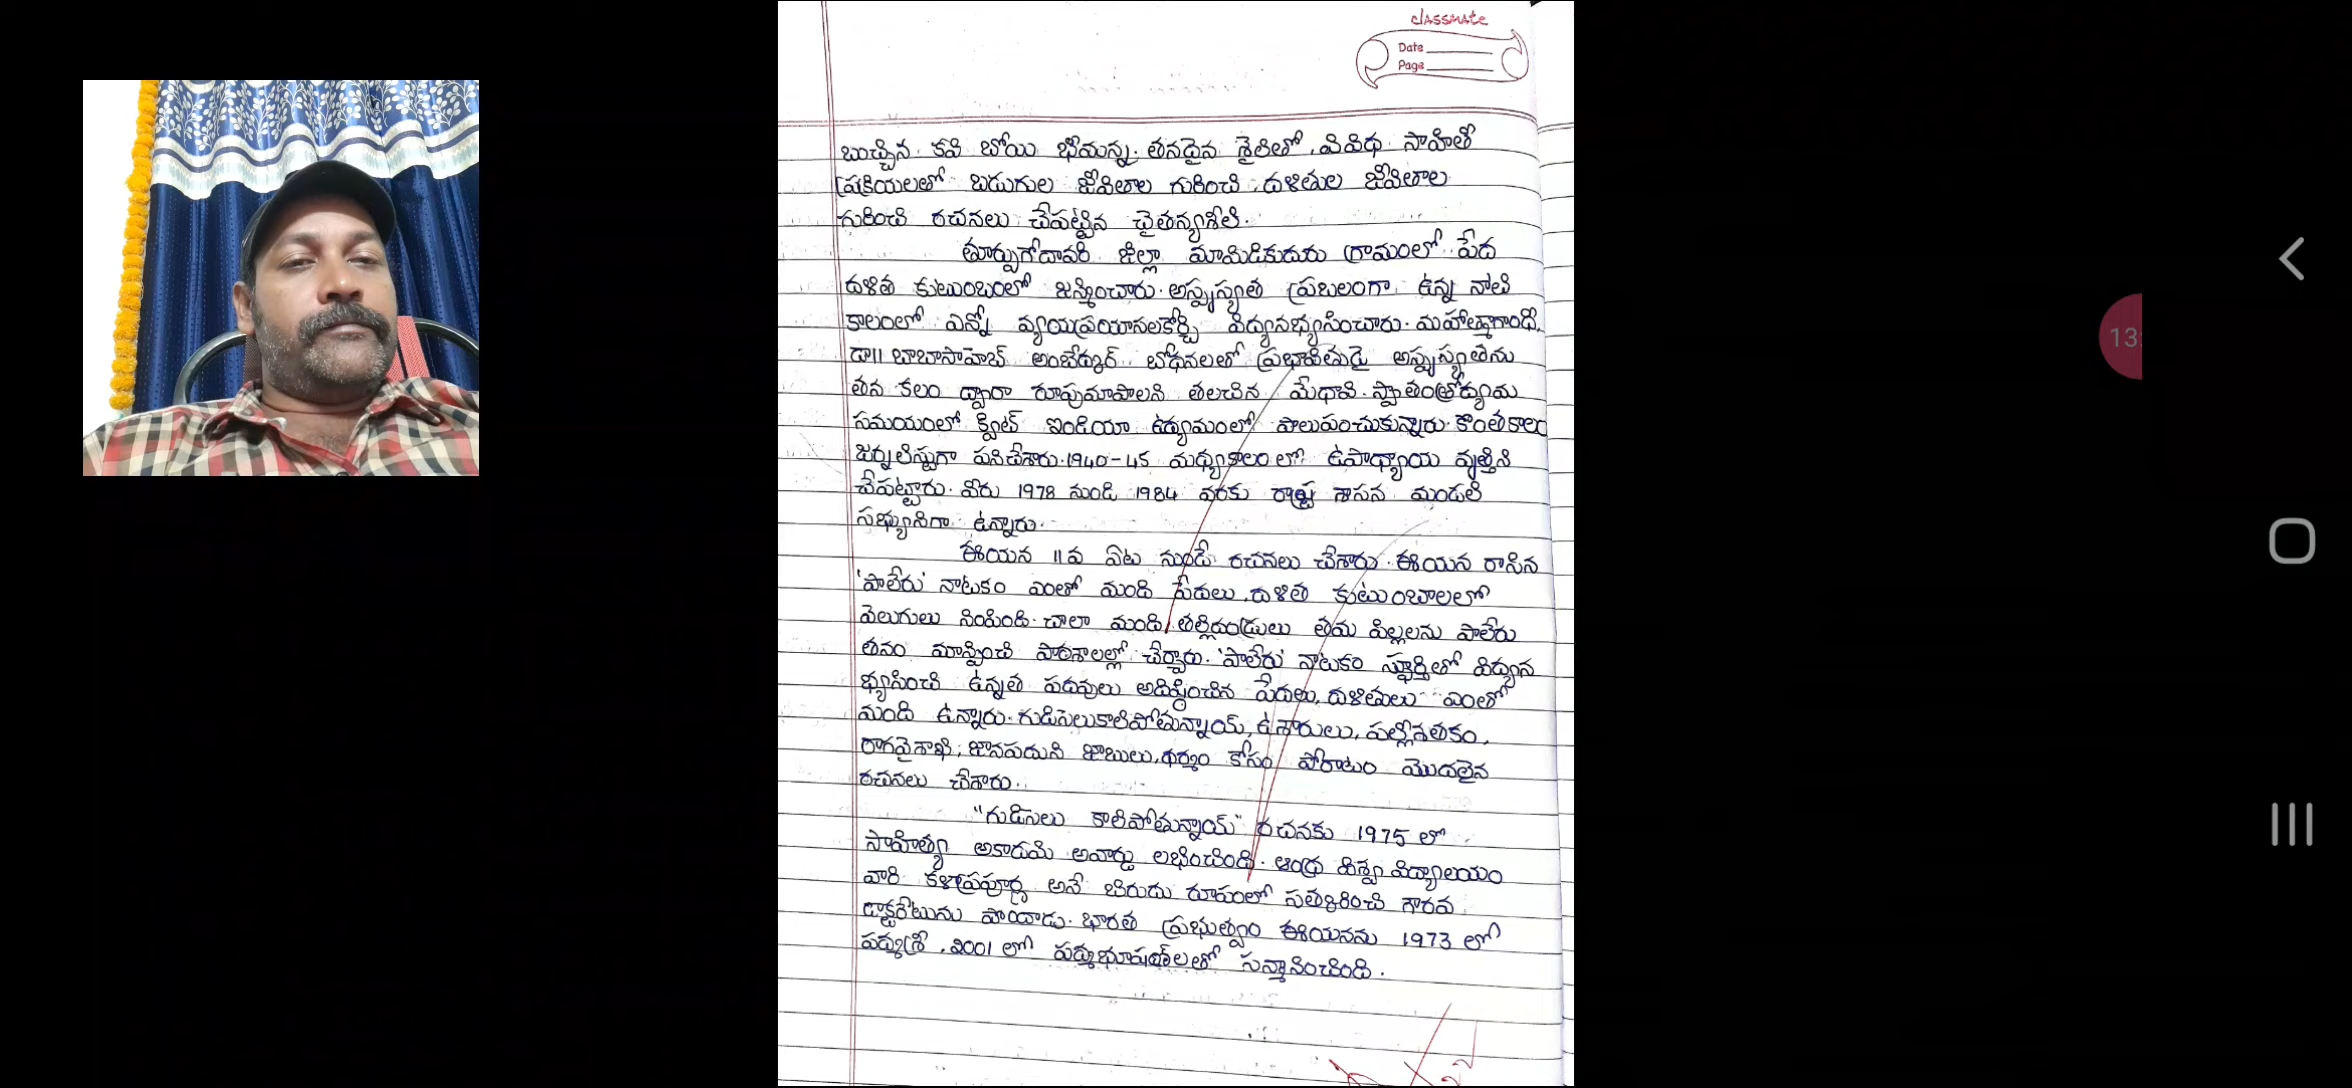 classmate
Date
Page
బుచ్చిన కవి బోయి భీమన్న. తనదైన శైలితో, వివిధ సాహితీ
ప్రక్రియలతో బడుగుల జీవితాల గురించి, దళితుల జీవితాల
గురించి రచనలు చేపట్టిన చైతన్యశీలి.
తూర్పుగోదావరి జిల్లా మామిడికుదురు గ్రామంలో పేద
దళిత కుటుంబంలో జన్మించారు. అస్పృస్యత ప్రబలంగా ఉన్న నాటి
కాలంలో ఎన్నో వ్యయప్రయాసలకోర్చి విద్యనభ్యసించారు. మహాత్మాగాంధీ,
డా॥ బాబాసాహెబ్ అంబేద్కర్ బోధనలతో ప్రభావితుడై అస్పృస్యతను
తన కలం ద్వారా రూపుమాపాలని తలచిన మేధావి. స్వాతంత్రోద్యమ
సమయంలో క్విట్ ఇండియా ఉద్యమంలో పాలుపంచుకున్నారు. కొంతకాలం
జర్నలిస్టుగా పనిచేశారు. 1940-45 మధ్యకాలంలో ఉపాధ్యాయ వృత్తిని
చేపట్టారు. వీరు 1978 నుండి 1984 వరకు రాష్ట్ర శాసన మండలి
సభ్యునిగా ఉన్నారు.
ఈయన 11వ ఏట నుండే రచనలు చేశారు. ఈయన రాసిన
'పాలేరు' నాటకం ఎంతో మంది పేదలు, దళిత కుటుంబాలలో
వెలుగులు నింపింది. చాలా మంది తల్లిదండ్రులు తమ పిల్లలను పాలేరు
తనం మాన్పించి పాఠశాలల్లో చేర్చారు. 'పాలేరు' నాటకం స్ఫూర్తితో విద్యన
భ్యసించి ఉన్నత పదవులు అధిష్ఠించిన పేదలు, దళితులు ఎంతో
మంది ఉన్నారు. గుడిసెలుకాలిపోతున్నాయ్, ఉశారులు, పల్లీశతకం,
రాగవైశాఖి, జానపదుని జాబులు, ధర్మం కోసం పోరాటం మొదలైన
రచనలు చేశారు.
"గుడిసెలు కాలిపోతున్నాయ్" రచనకు 1975 లో
సాహిత్య అకాడమి అవార్డు లభించింది. ఆంధ్ర విశ్వ విద్యాలయం
వారి కళాప్రపూర్ణ అనే బిరుదు రూపంలో సత్కరించి గౌరవ
డాక్టరేటును పొందాడు. భారత ప్రభుత్వం ఈయనను 1973 లో
పద్మశ్రీ, 2001 లో పద్మభూషణ్‌లతో సన్మానించింది.